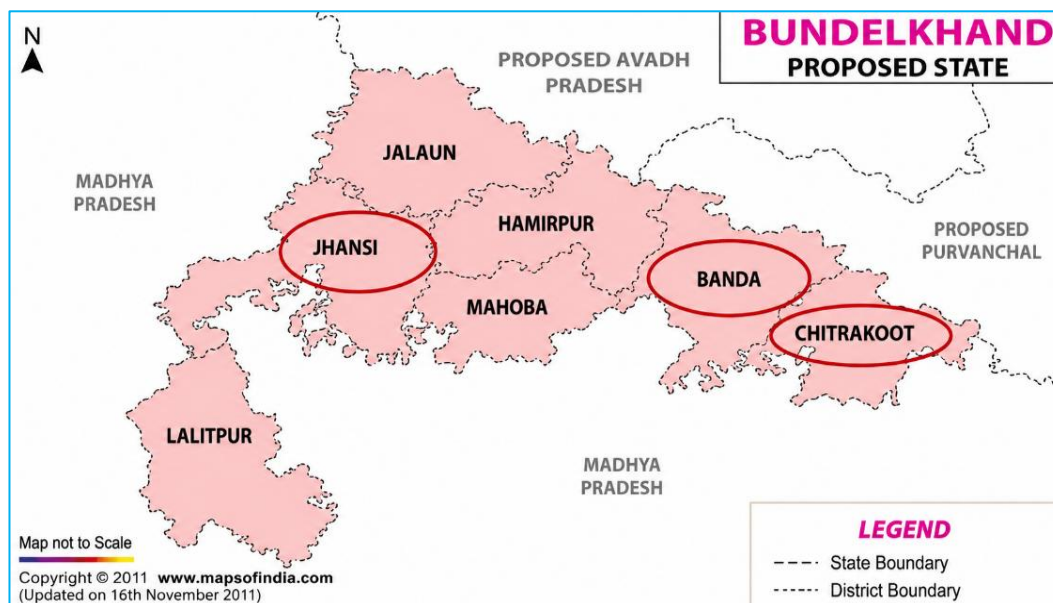 BUNDELKHAND
PROPOSED STATE
N
PROPOSED AVADH
PRADESH
JALAUN
MADHYA
PRADESH
HAMIRPUR
JHANSI
PROPOSED
PURVANCHAL
BANDA
MAHOBA
CHITRAKOOT
LALITPUR
MADHYA
PRADESH
Map not to Scale
Copyright © 2011 www.mapsofindia.com
(Updated on 16th November 2011)
LEGEND
State Boundary
District Boundary